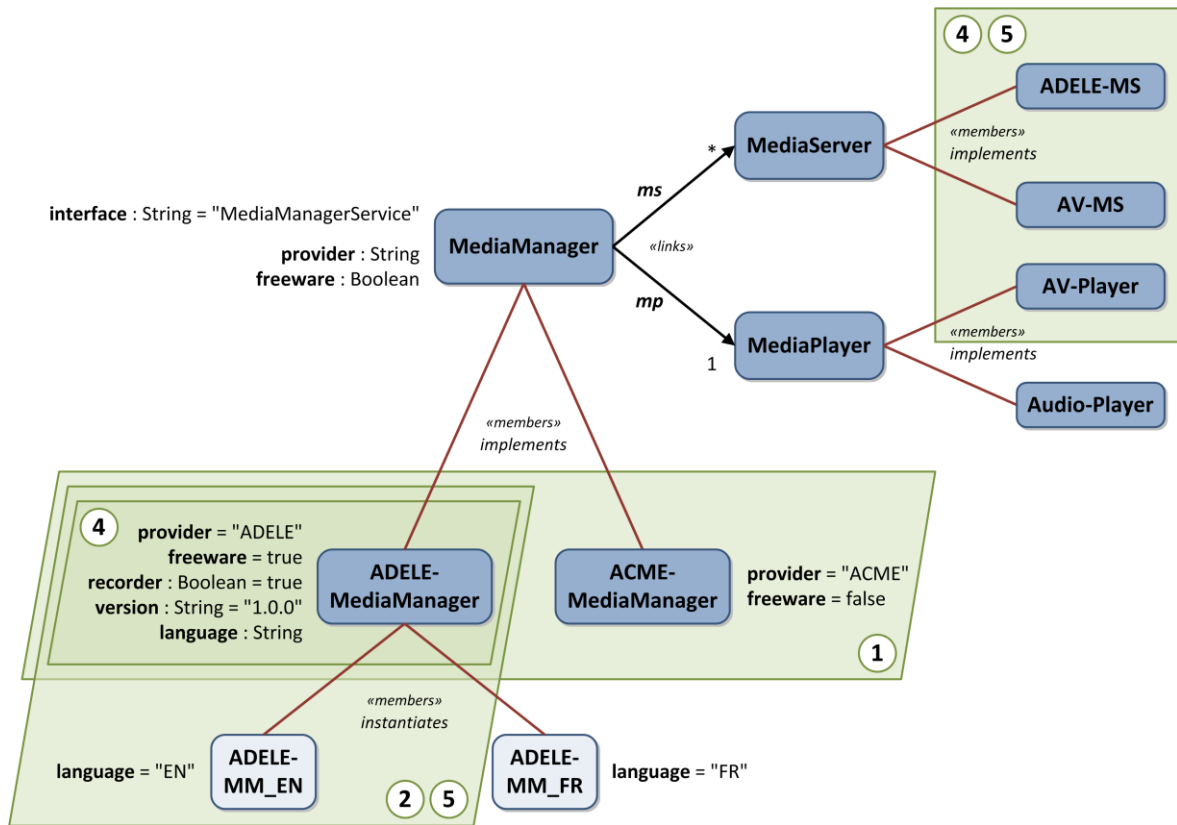 4 5
ADELE-MS
MediaServer
«members»
implements
*
ms
AV-MS
interface : String = "MediaManagerService"
MediaManager
provider : String
freeware : Boolean
«links»
AV-Player
mp
MediaPlayer
«members»
implements
1
Audio-Player
«members»
implements
4
provider = "ADELE"
freeware = true
recorder : Boolean = true
version : String = "1.0.0"
language : String
ADELE-
MediaManager
ACME-
MediaManager
provider = "ACME"
freeware = false
1
«members»
instantiates
language = "EN"
ADELE-
MM_EN
ADELE-
MM_FR
language = "FR"
2 5